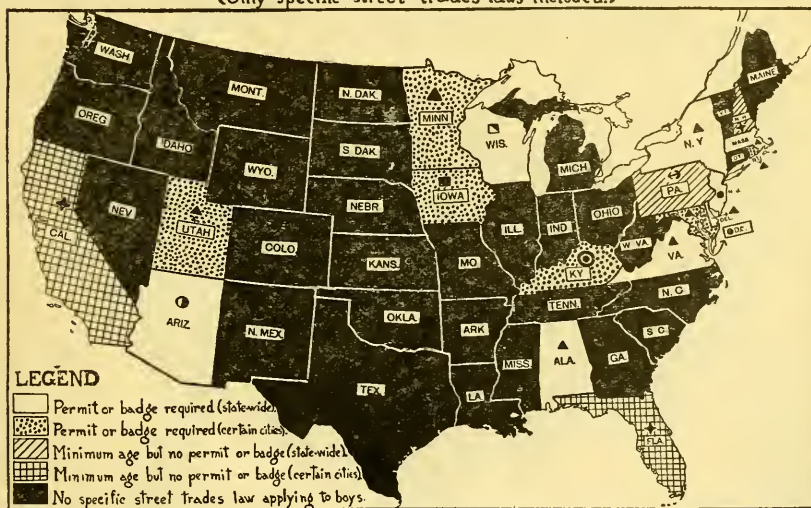 (Only specific street trades laws included.)
WASH
OREG
IDAHO
MONT.
N. DAK.
S. DAK.
WYO.
NEV
CAL.
UTAH
COLO.
ARIZ.
N. MEX.
NEBR
KANS.
OKLA.
TEX.
MINN
IOWA
MO
ARK
LA.
WIS.
MICH
ILL.
IND
OHIO
KY
TENN.
MISS.
ALA.
GA.
FLA.
S. C.
N. C.
VA.
W. VA.
PA.
N. Y
MAINE
VT.
N. H.
MASS.
CT.
N. J.
DEL.
D.C.
LEGEND
Permit or badge required (state-wide).
Permit or badge required (certain cities).
Minimum age but no permit or badge (state-wide).
Minimum age but no permit or badge (certain cities).
No specific street trades law applying to boys.